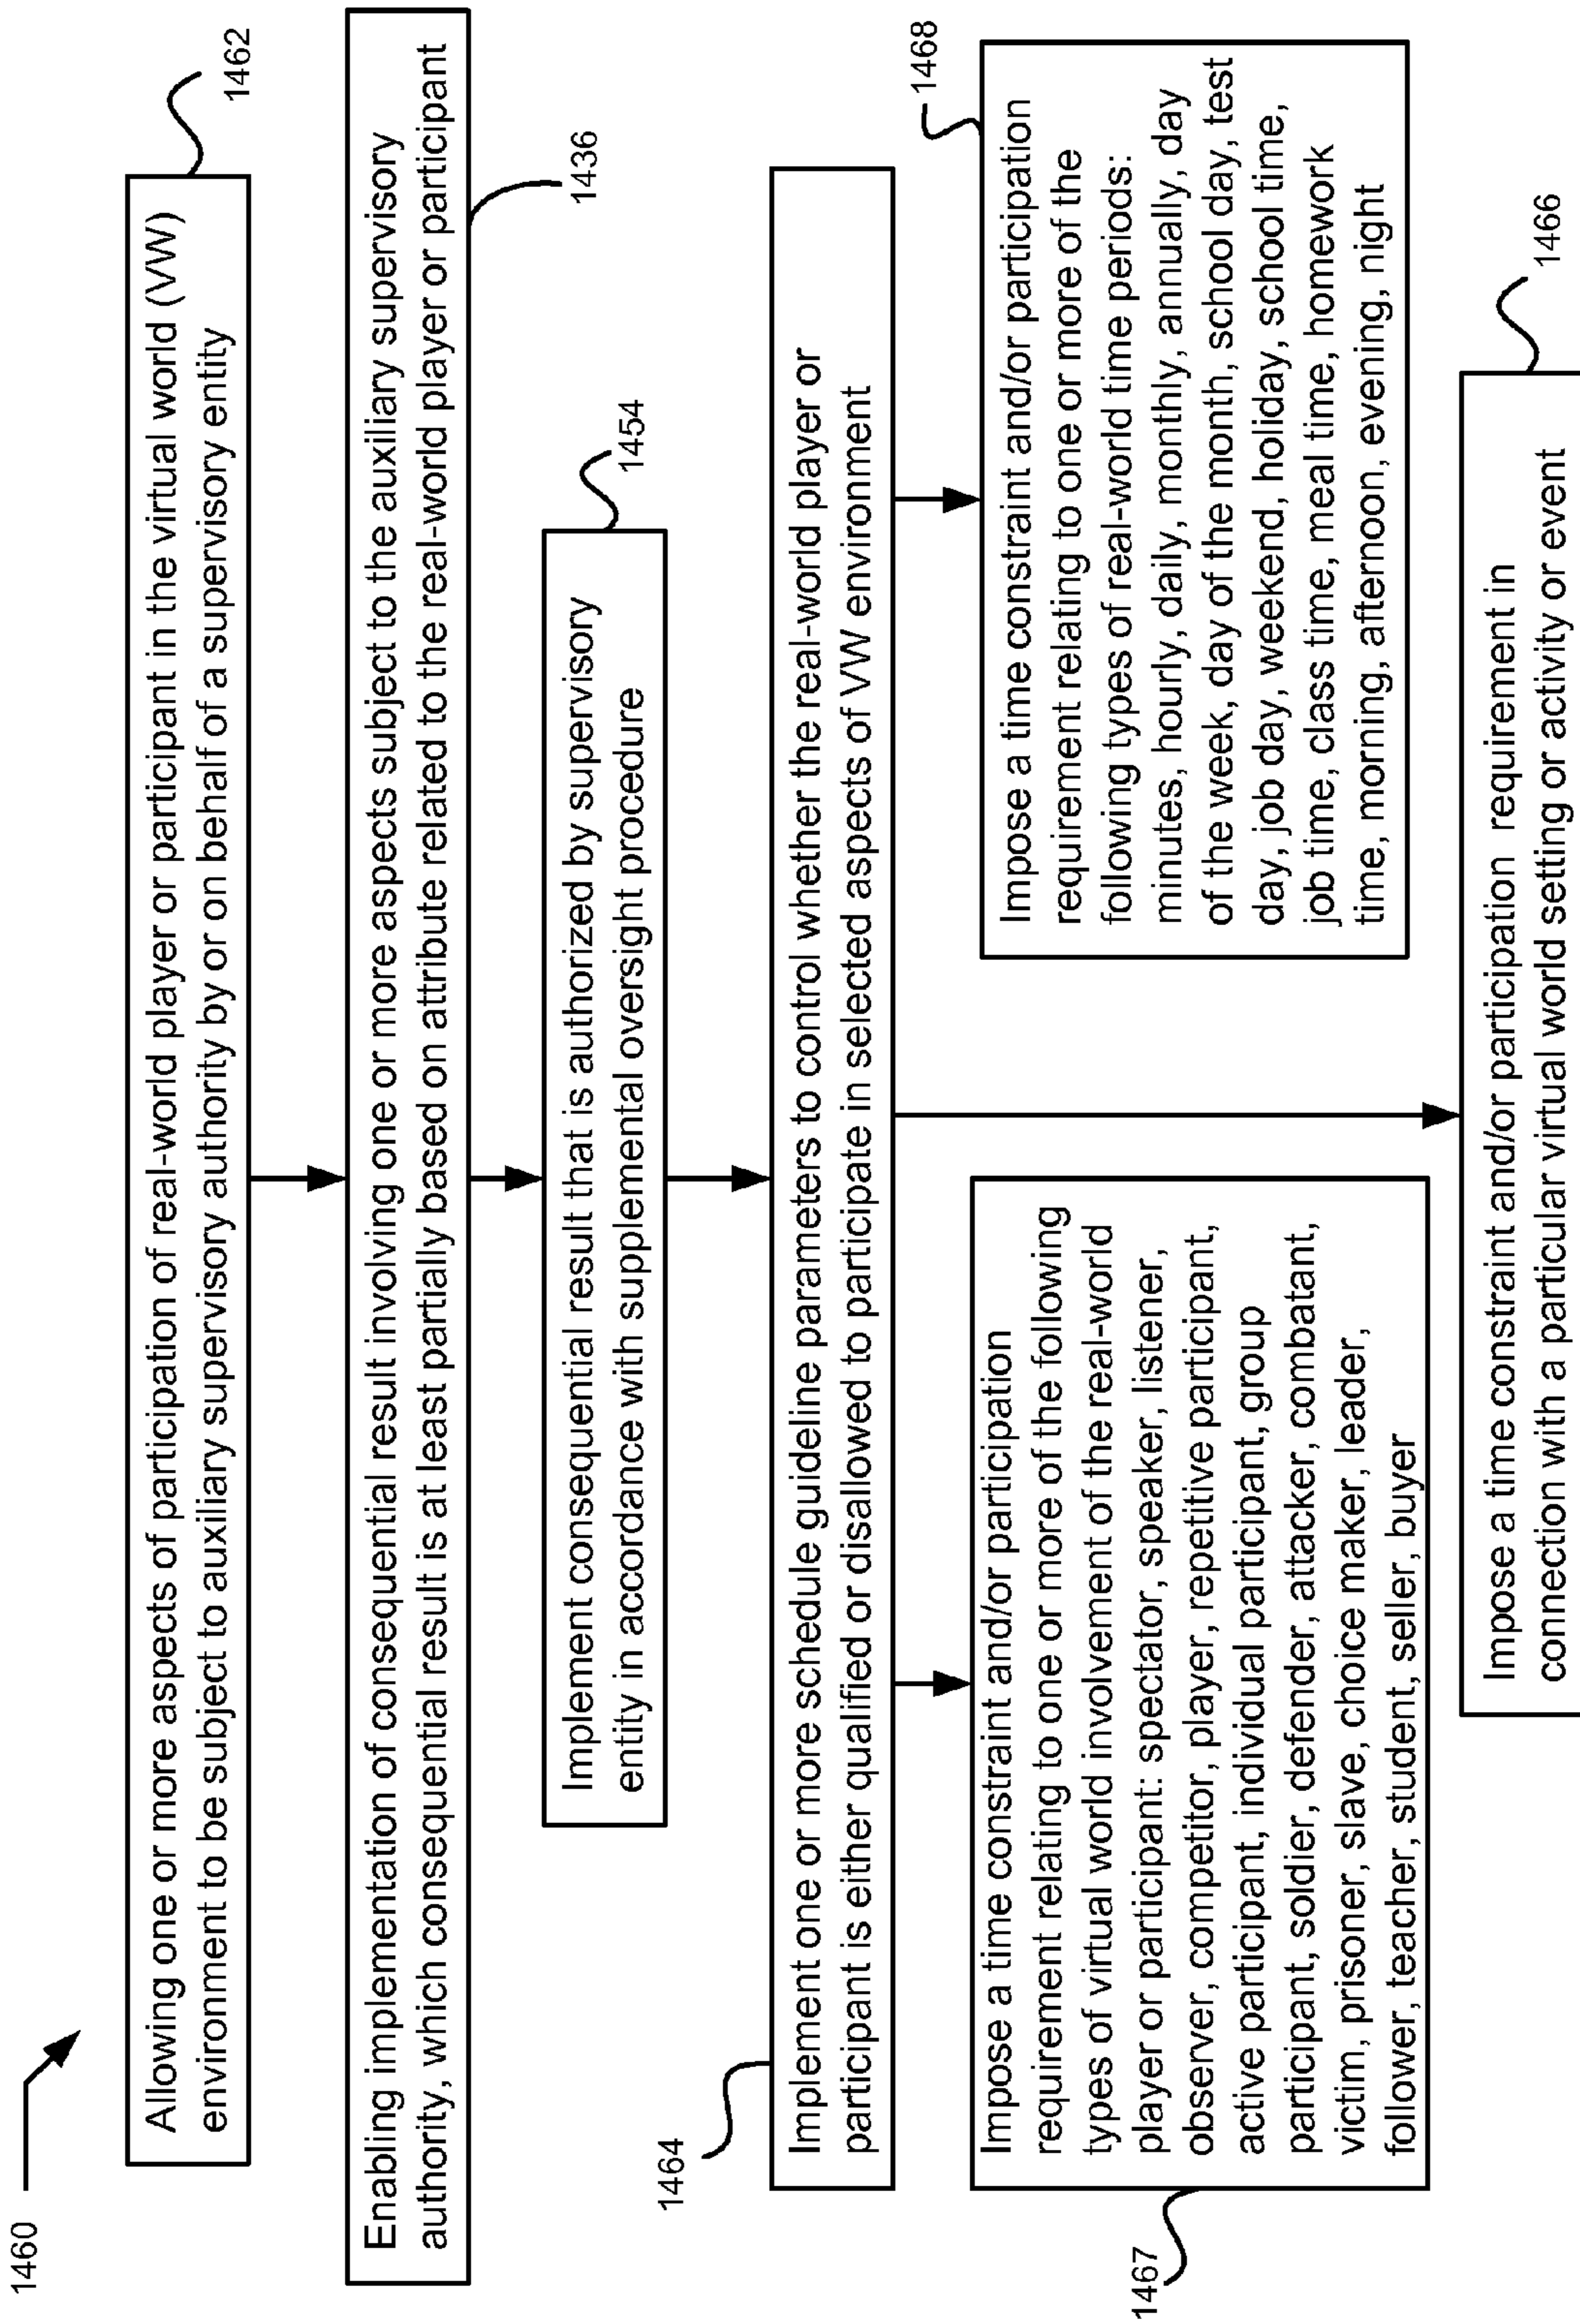 1460
Allowing one or more aspects of participation of real-world player or participant in the virtual world (VW)
environment to be subject to auxiliary supervisory authority by or on behalf of a supervisory entity
1462
Enabling implementation of consequential result involving one or more aspects subject to the auxiliary supervisory
authority, which consequential result is at least partially based on attribute related to the real-world player or participant
1436
Implement consequential result that is authorized by supervisory
entity in accordance with supplemental oversight procedure
1454
1464
Implement one or more schedule guideline parameters to control whether the real-world player or
participant is either qualified or disallowed to participate in selected aspects of VW environment
1467
Impose a time constraint and/or participation
requirement relating to one or more of the following
types of virtual world involvement of the real-world
player or participant: spectator, speaker, listener,
observer, competitor, player, repetitive participant,
active participant, individual participant, group
participant, soldier, defender, attacker, combatant,
victim, prisoner, slave, choice maker, leader,
follower, teacher, student, seller, buyer
1468
Impose a time constraint and/or participation
requirement relating to one or more of the
following types of real-world time periods:
minutes, hourly, daily, monthly, annually, day
of the week, day of the month, school day, test
day, job day, weekend, holiday, school time,
job time, class time, meal time, homework
time, morning, afternoon, evening, night
Impose a time constraint and/or participation requirement in
connection with a particular virtual world setting or activity or event
1466